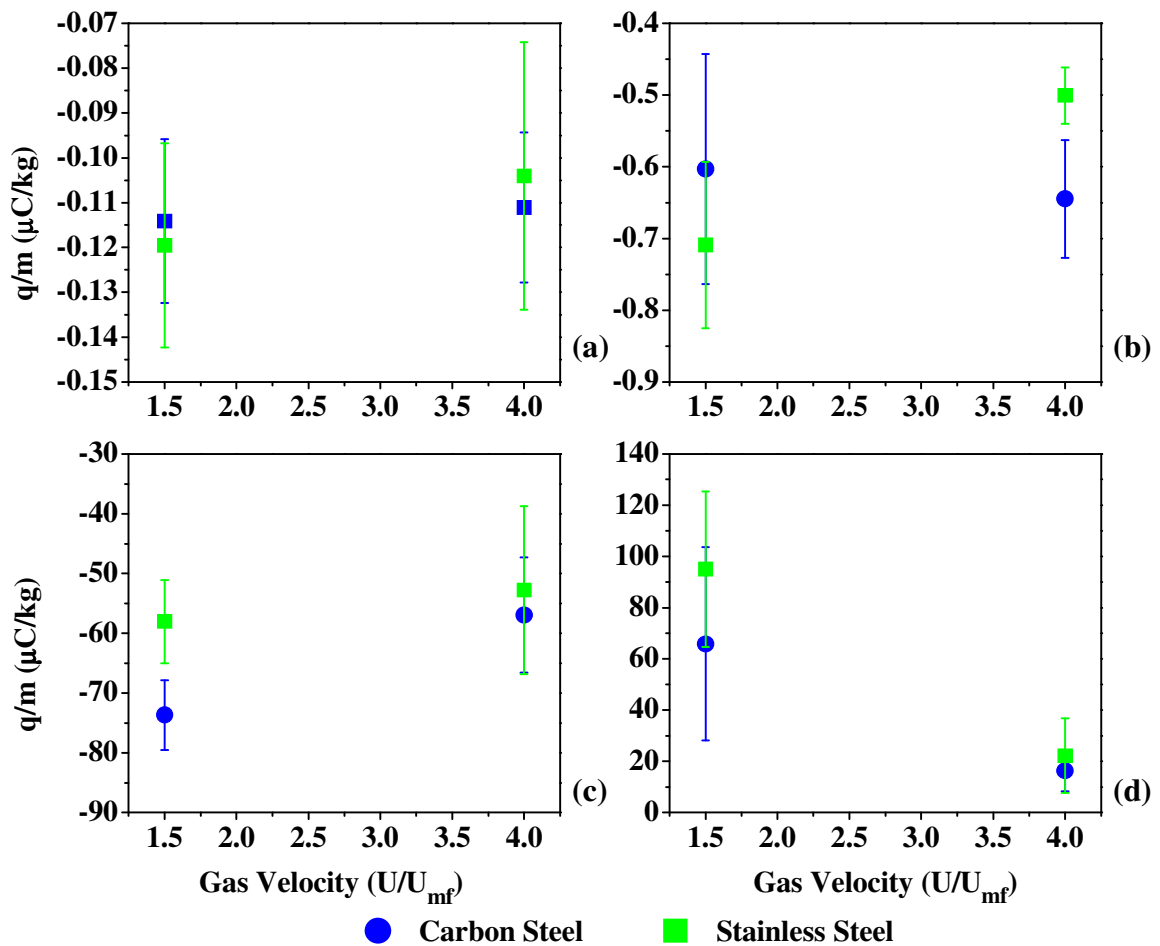 -0.07
-0.08
-0.09
-0.10
-0.11
-0.12
-0.13
-0.14
-0.15
q/m (µC/kg)
1.5 2.0 2.5 3.0 3.5 4.0
(a)
-0.4
-0.5
-0.6
-0.7
-0.8
-0.9
1.5 2.0 2.5 3.0 3.5 4.0
(b)
-30
-40
-50
-60
-70
-80
-90
q/m (µC/kg)
1.5 2.0 2.5 3.0 3.5 4.0
(c)
Gas Velocity (U/Umf)
140
120
100
80
60
40
20
0
1.5 2.0 2.5 3.0 3.5 4.0
(d)
Gas Velocity (U/Umf)
Carbon Steel Stainless Steel